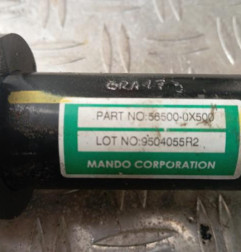 PART NO:56500-0X500
LOT NO:9504055R2
MANDO CORPORATION